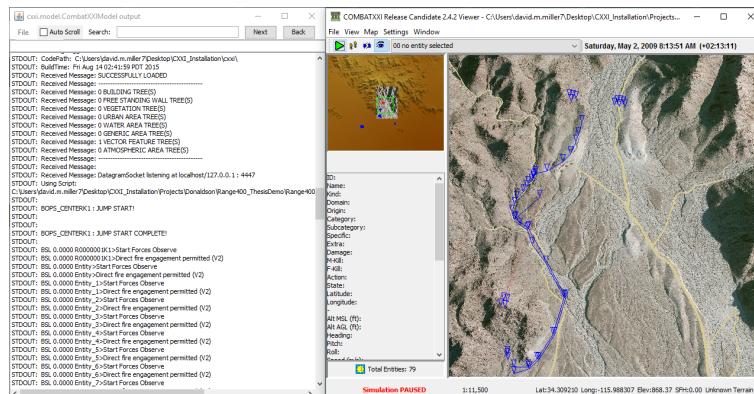 cxxi.model.CombatXXIModel output
File Auto Scroll Search: Next Back
STDOUT: CodePath: C:\Users\david.m.miller7\Desktop\CXXI_Installation\cxxi\
STDOUT: BuildTime: Fri Aug 14 02:41:59 PDT 2015
STDOUT: Received Message: SUCCESSFULLY LOADED
STDOUT: Received Message: --------------------------------------------------
STDOUT: Received Message: 0 BUILDING TREE(S)
STDOUT: Received Message: 0 FREE STANDING WALL TREE(S)
STDOUT: Received Message: 0 VEGETATION TREE(S)
STDOUT: Received Message: 0 URBAN AREA TREE(S)
STDOUT: Received Message: 0 WATER AREA TREE(S)
STDOUT: Received Message: 0 GENERIC AREA TREE(S)
STDOUT: Received Message: 1 VECTOR FEATURE TREE(S)
STDOUT: Received Message: 0 ATMOSPHERIC AREA TREE(S)
STDOUT: Received Message: --------------------------------------------------
STDOUT: Received Message:
STDOUT: Received Message: DatagramSocket listening at localhost/127.0.0.1 : 4447
STDOUT: Using Script:
C:\Users\david.m.miller7\Desktop\CXXI_Installation\Projects\Donaldson\Range400_ThesisDemo\Range400
STDOUT:
STDOUT: BOPS_CENTERK1 : JUMP START!
STDOUT:
STDOUT:
STDOUT: BOPS_CENTERK1 : JUMP START COMPLETE!
STDOUT:
STDOUT:
STDOUT: BSL 0.0000 R0000001K1>Start Forces Observe
STDOUT: BSL 0.0000 R0000001K1>Direct fire engagement permitted (V2)
STDOUT: BSL 0.0000 Entity>Start Forces Observe
STDOUT: BSL 0.0000 Entity>Direct fire engagement permitted (V2)
STDOUT: BSL 0.0000 Entity_1>Start Forces Observe
STDOUT: BSL 0.0000 Entity_1>Direct fire engagement permitted (V2)
STDOUT: BSL 0.0000 Entity_2>Start Forces Observe
STDOUT: BSL 0.0000 Entity_2>Direct fire engagement permitted (V2)
STDOUT: BSL 0.0000 Entity_3>Start Forces Observe
STDOUT: BSL 0.0000 Entity_3>Direct fire engagement permitted (V2)
STDOUT: BSL 0.0000 Entity_4>Start Forces Observe
STDOUT: BSL 0.0000 Entity_4>Direct fire engagement permitted (V2)
STDOUT: BSL 0.0000 Entity_5>Start Forces Observe
STDOUT: BSL 0.0000 Entity_5>Direct fire engagement permitted (V2)
STDOUT: BSL 0.0000 Entity_6>Start Forces Observe
STDOUT: BSL 0.0000 Entity_6>Direct fire engagement permitted (V2)
STDOUT: BSL 0.0000 Entity_7>Start Forces Observe
COMBATXXI Release Candidate 2.4.2 Viewer - C:\Users\david.m.miller7\Desktop\CXXI_Installation\Projects...
File View Map Settings Window
00 no entity selected
Saturday, May 2, 2009 8:13:51 AM (+02:13:11)
ID:
Name:
Kind:
Domain:
Origin:
Category:
Subcategory:
Specific:
Extra:
Damage:
M-Kill:
F-Kill:
Action:
State:
Latitude:
Longitude:
-
Alt MSL (ft):
Alt AGL (ft):
Heading:
Pitch:
Roll:
Total Entities: 79
Simulation PAUSED 1:11,500 Lat:34.309210 Long:-115.988307 Elev:868.37 SFH:0.00 Unknown Terrain